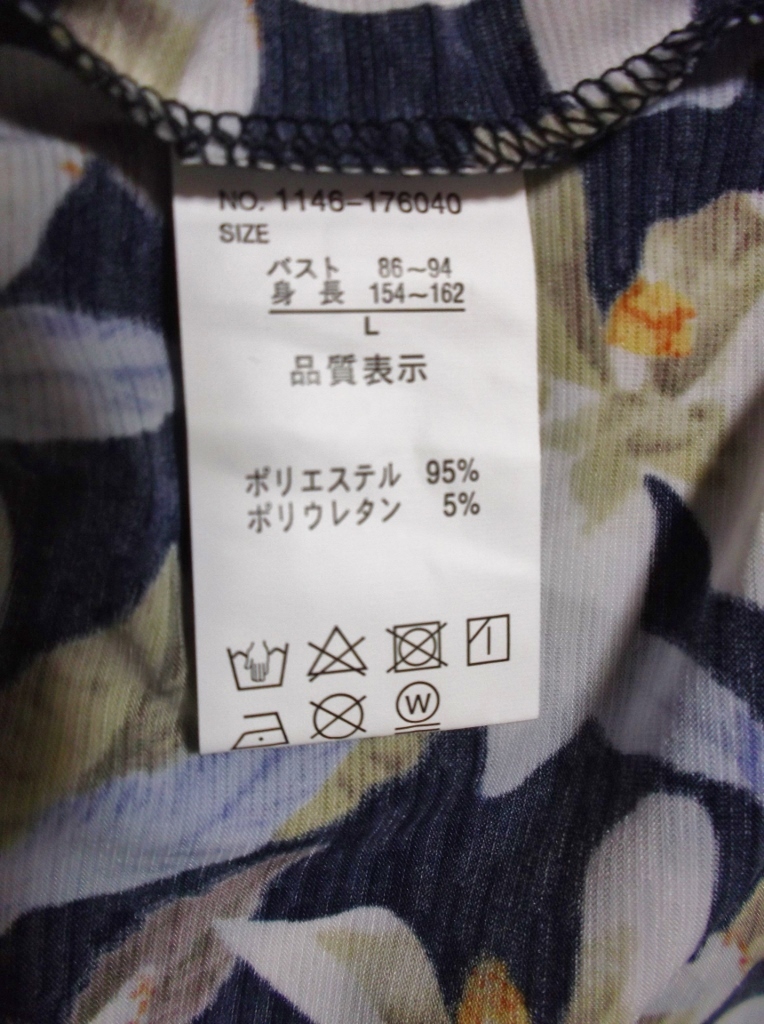 NO. 1146-176040
SIZE
バスト 86～94
身長 154～162
L
品質表示
ポリエステル 95%
ポリウレタン 5%
W